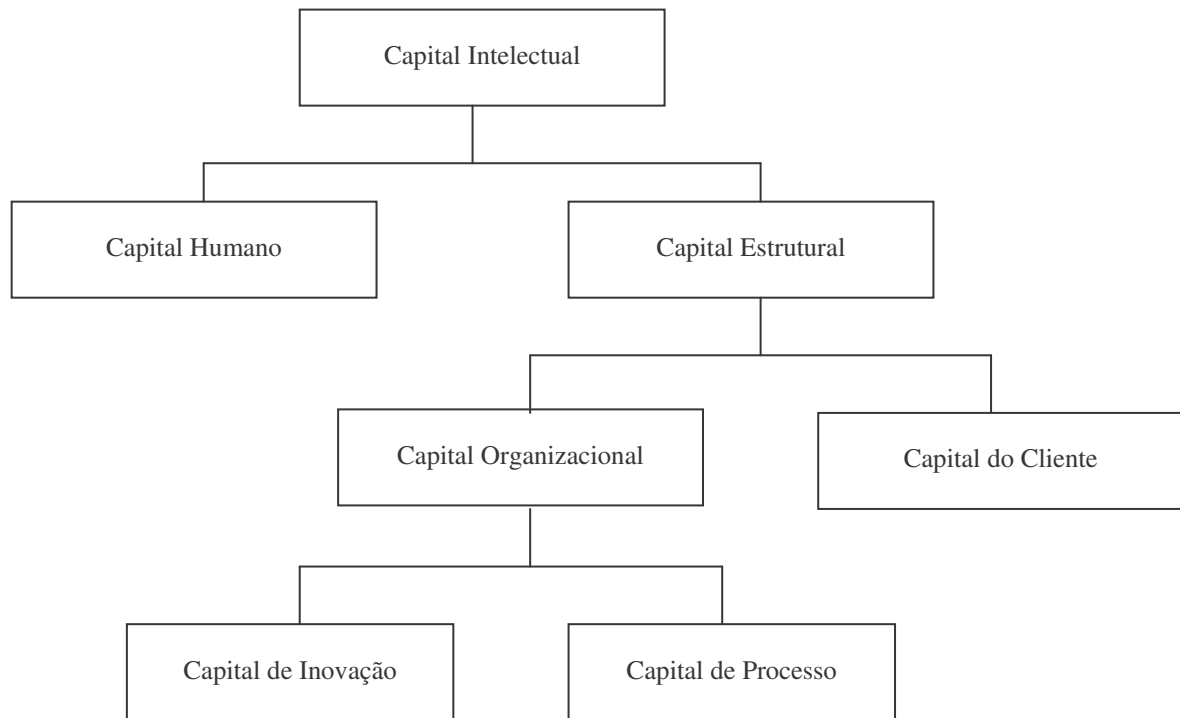 Capital Intelectual
Capital Humano
Capital Estrutural
Capital Organizacional
Capital do Cliente
Capital de Inovação
Capital de Processo